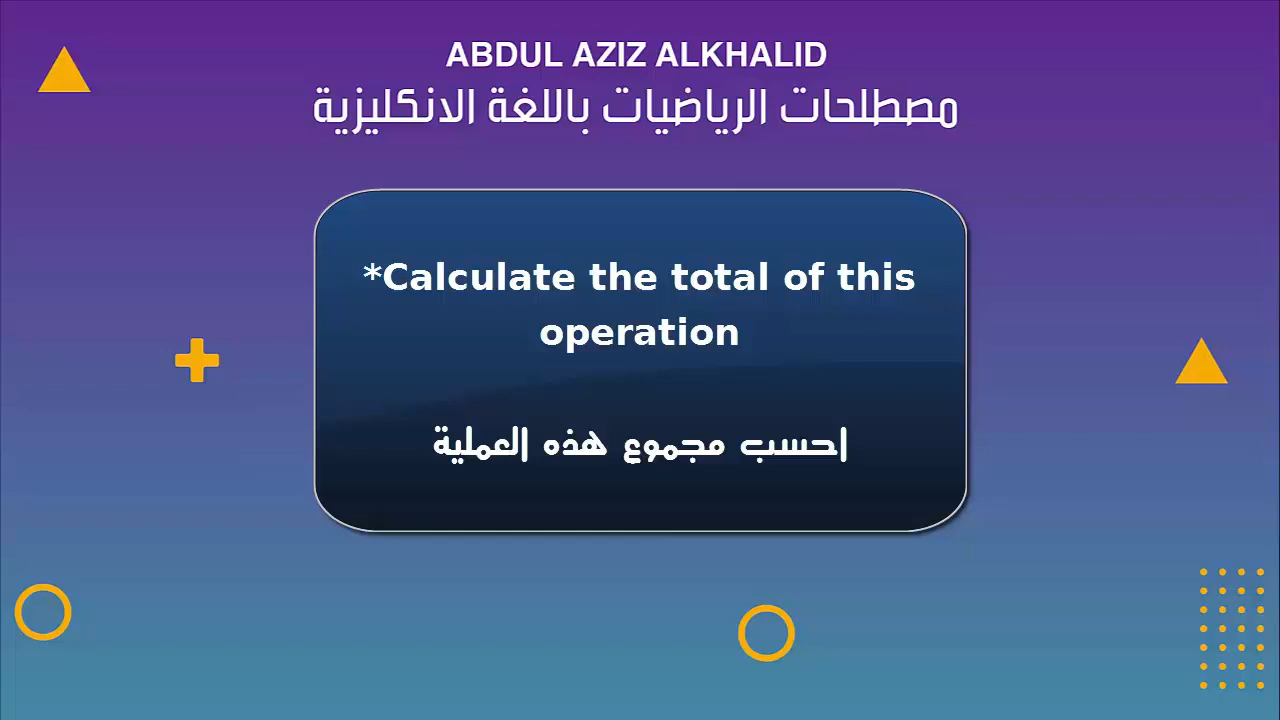 ABDUL AZIZ ALKHALID
مصطلحات الرياضيات باللغة الانكليزية
*Calculate the total of this
operation
احسب مجموع هذه العملية